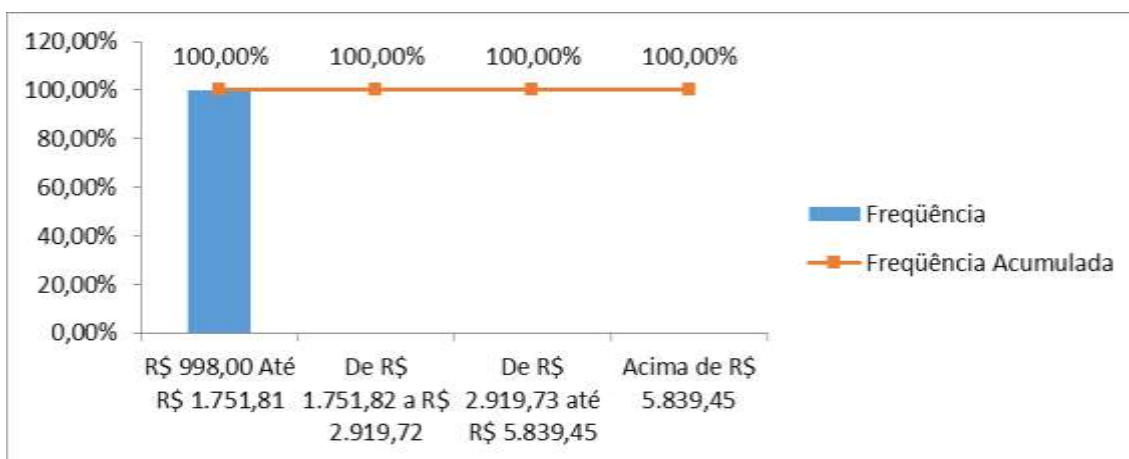 120,00%
100,00%
80,00%
60,00%
40,00%
20,00%
0,00%
100,00% 100,00% 100,00% 100,00%
R$ 998,00 Até
R$ 1.751,81
De R$
1.751,82 a R$
2.919,72
De R$
2.919,73 até
R$ 5.839,45
Acima de R$
5.839,45
Freqüência
Freqüência Acumulada